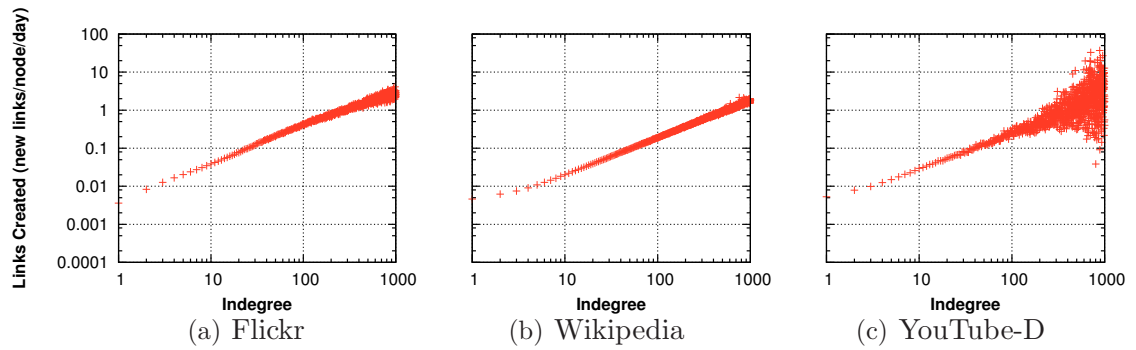 Links Created (new links/node/day)
100
10
1
0.1
0.01
0.001
0.0001
1 10 100 1000
Indegree
(a) Flickr
1 10 100 1000
Indegree
(b) Wikipedia
1 10 100 1000
Indegree
(c) YouTube-D